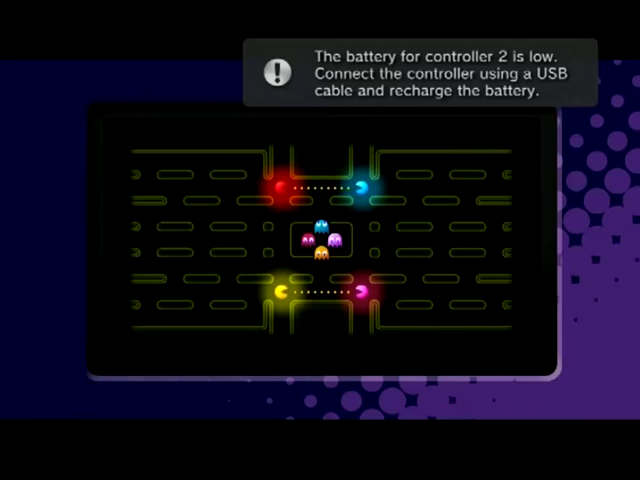 The battery for controller 2 is low.
Connect the controller using a USB
cable and recharge the battery.